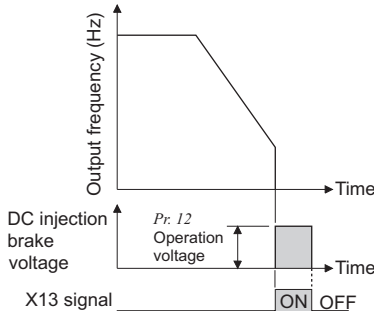 Output frequency (Hz)
Time
DC injection
brake
voltage
Pr. 12
Operation
voltage
Time
X13 signal
ON
OFF